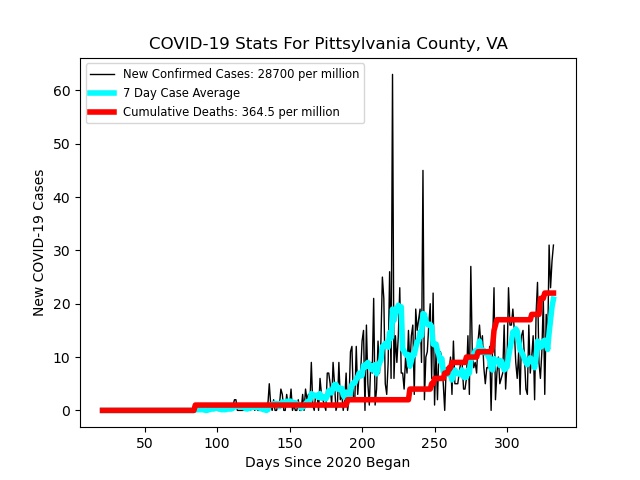 COVID-19 Stats For Pittsylvania County, VA
New Confirmed Cases: 28700 per million
7 Day Case Average
Cumulative Deaths: 364.5 per million
New COVID-19 Cases
60
50
40
30
20
10
0
50 100 150 200 250 300
Days Since 2020 Began